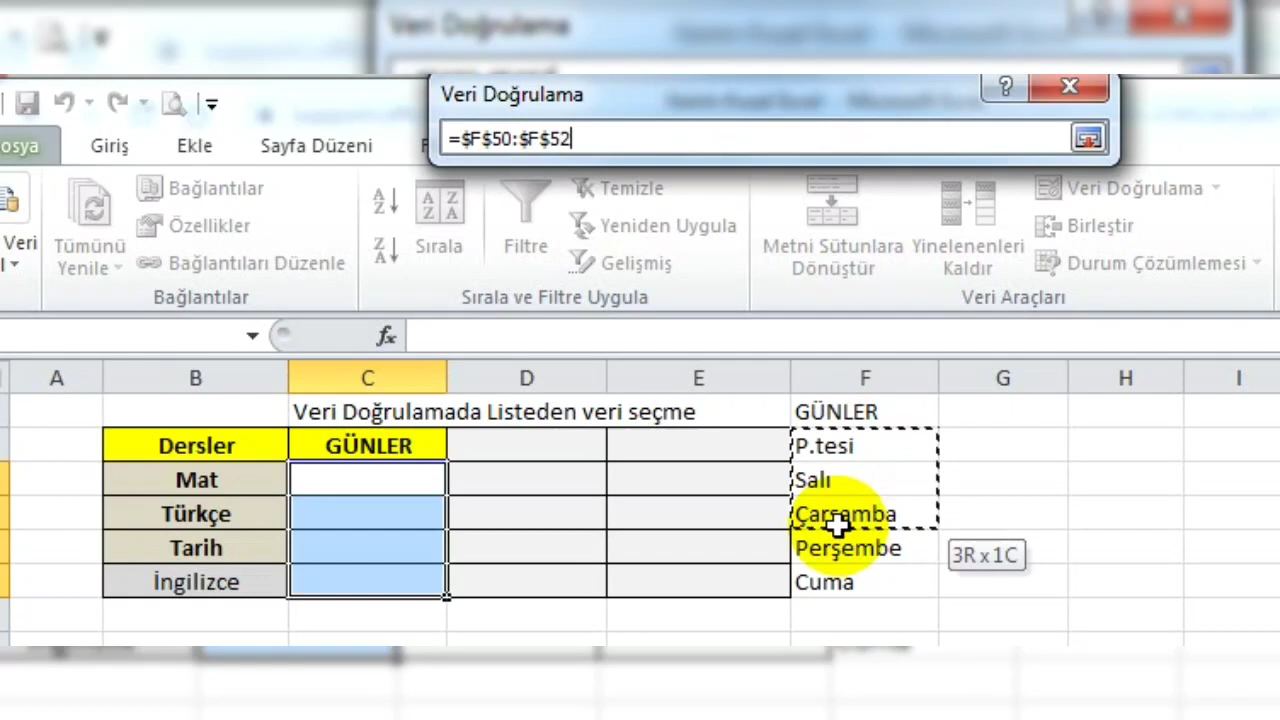 Veri Doğrulama
Veri Doğrulama
=$F$50:$F$52
osya Giriş Ekle Sayfa Düzeni
Bağlantılar
Özellikler
Bağlantıları Düzenle
Veri
Tümünü
Yenile
Bağlantılar
Sırala
Filtre
Temizle
Yeniden Uygula
Gelişmiş
Sırala ve Filtre Uygula
Metni Sütunlara
Dönüştür
Yinelenenleri
Kaldır
Veri Doğrulama
Birleştir
Durum Çözümlemesi
Veri Araçları
fx
A B C D E F G H I
Veri Doğrulamada Listeden veri seçme GÜNLER
Dersler GÜNLER P.tesi
Mat Salı
Türkçe Çarşamba
Tarih Perşembe
3R x 1C
İngilizce Cuma